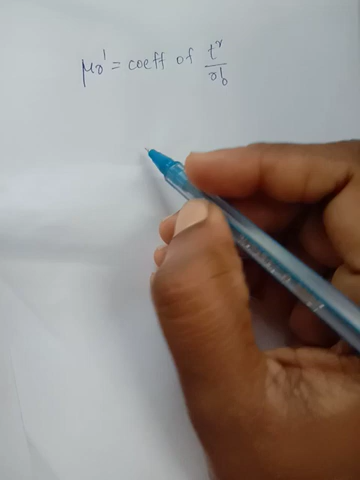 μr' = coeff of t^r/r!